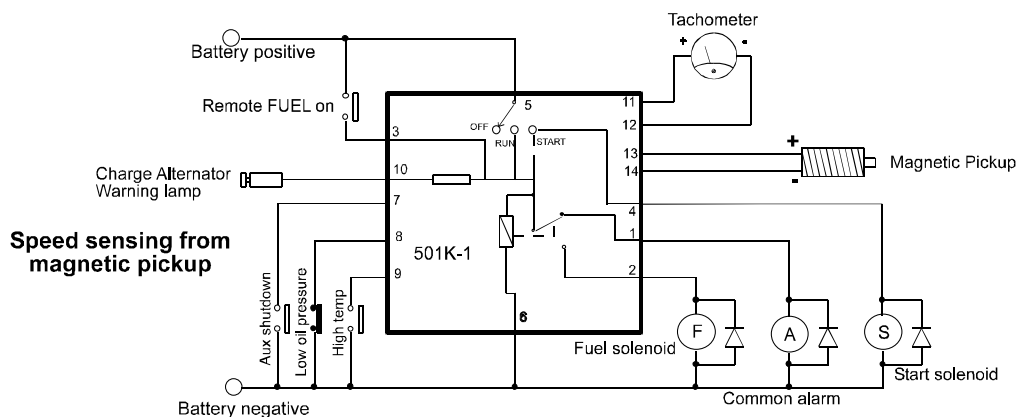 Tachometer
+
-
Battery positive
Remote FUEL on
5
11
OFF
RUN
START
12
3
+
13
Magnetic Pickup
14
-
10
Charge Alternator
Warning lamp
7
4
Speed sensing from
magnetic pickup
8
501K-1
1
9
2
Aux shutdown
Low oil pressure
High temp
6
F
A
S
Fuel solenoid
Start solenoid
Common alarm
Battery negative